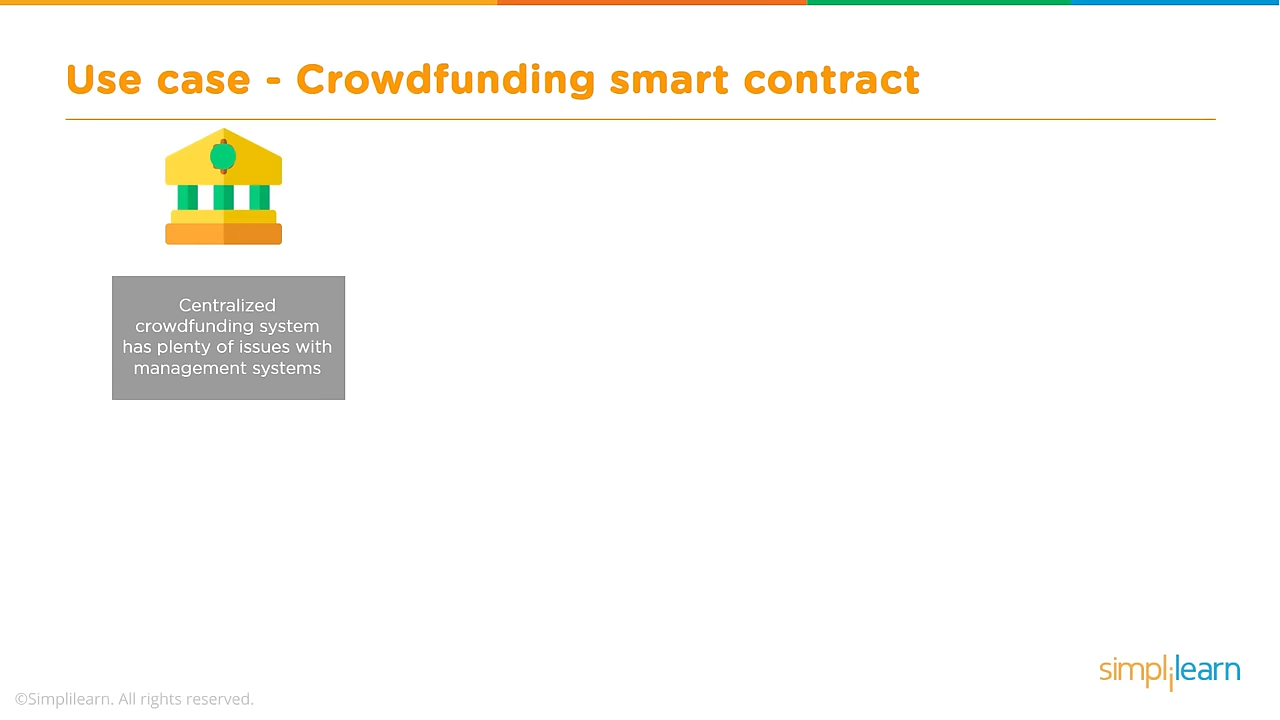 Use case - Crowdfunding smart contract
Centralized
crowdfunding system
has plenty of issues with
management systems
simplilearn
©Simplilearn. All rights reserved.